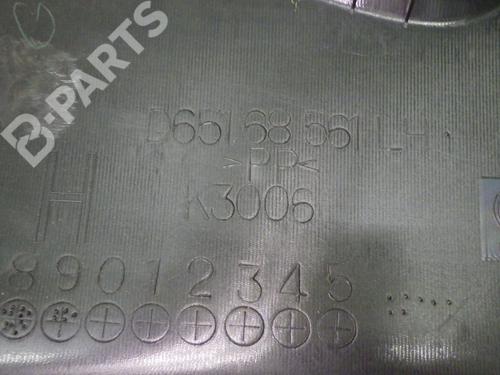 B-PARTS
D651 68 561 LH
>PP<
H
K3006
89012345